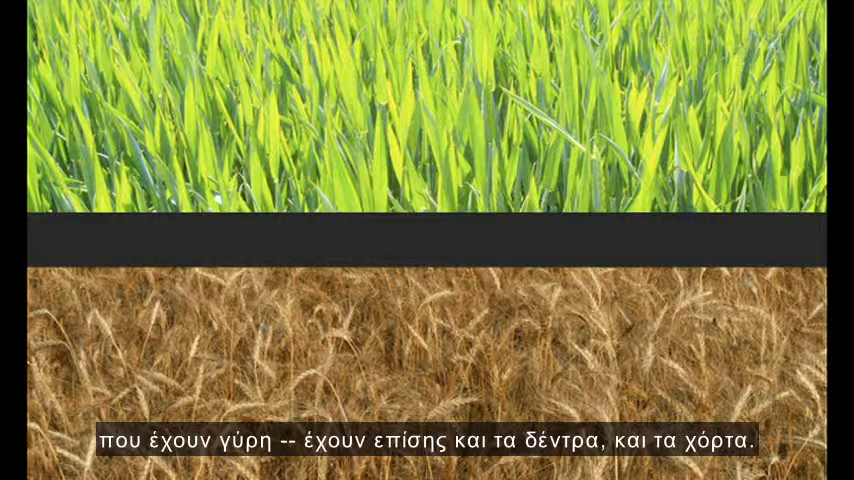 που έχουν γύρη -- έχουν επίσης και τα δέντρα, και τα χόρτα.